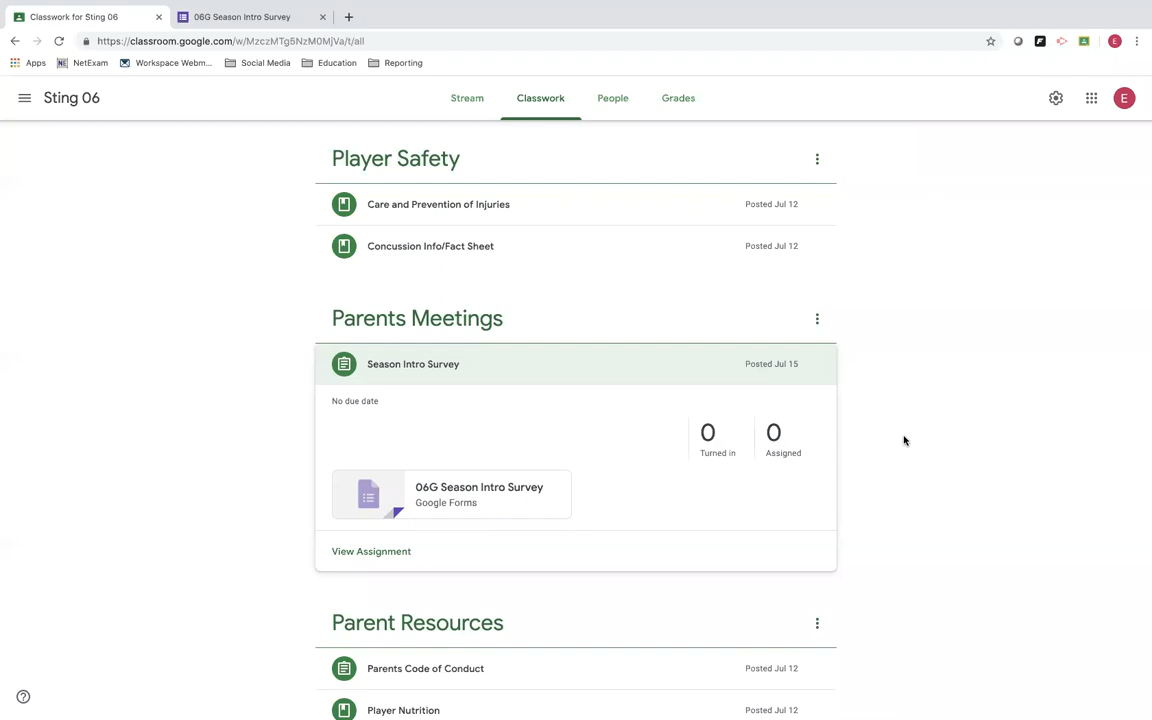 Classwork for Sting 06
06G Season Intro Survey
https://classroom.google.com/w/MzczMTg5NzM0MjVa/t/all
E
Apps
NetExam
Workspace Webm...
Social Media
Education
Reporting
Sting 06
Stream
Classwork
People
Grades
E
Player Safety
Care and Prevention of Injuries
Posted Jul 12
Concussion Info/Fact Sheet
Posted Jul 12
Parents Meetings
Season Intro Survey
Posted Jul 15
No due date
0
Turned in
0
Assigned
06G Season Intro Survey
Google Forms
View Assignment
Parent Resources
Parents Code of Conduct
Posted Jul 12
Player Nutrition
Posted Jul 12